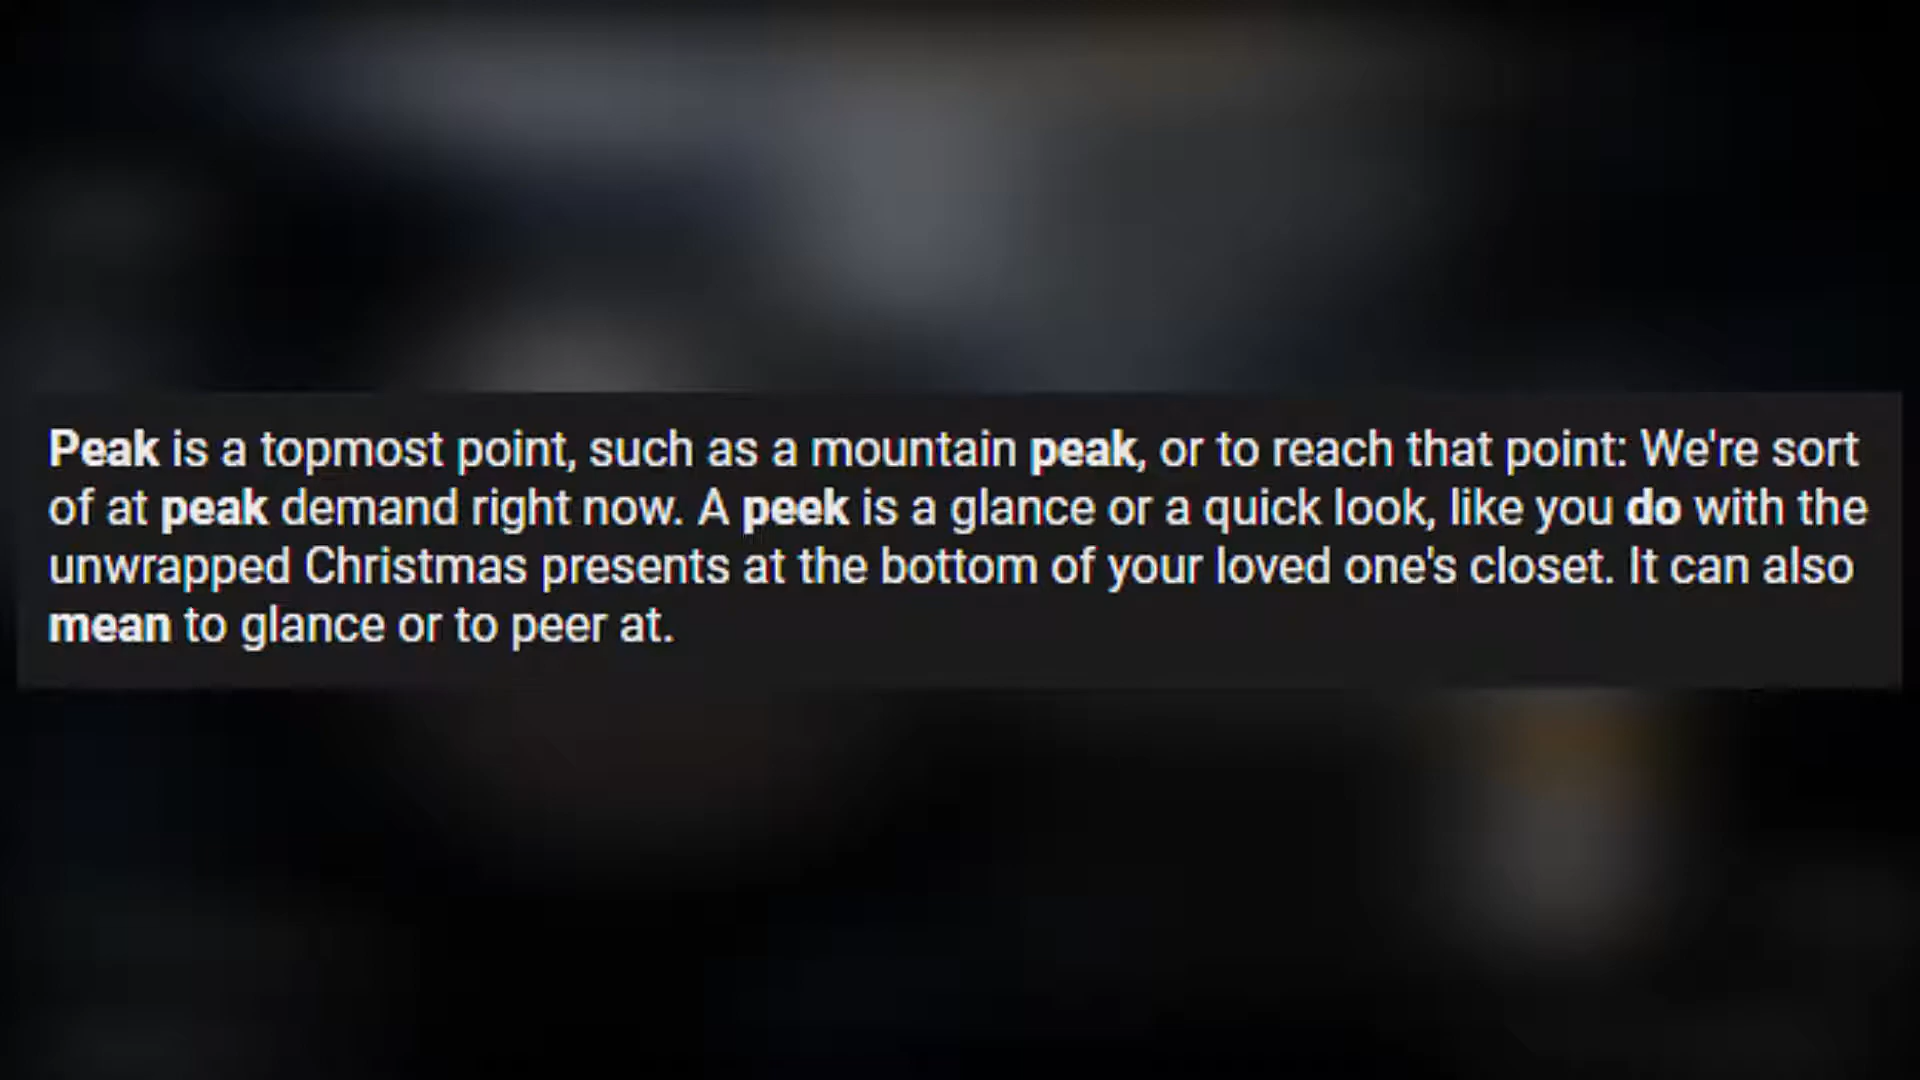 Peak is a topmost point, such as a mountain peak, or to reach that point: We're sort
of at peak demand right now. A peek is a glance or a quick look, like you do with the
unwrapped Christmas presents at the bottom of your loved one's closet. It can also
mean to glance or to peer at.